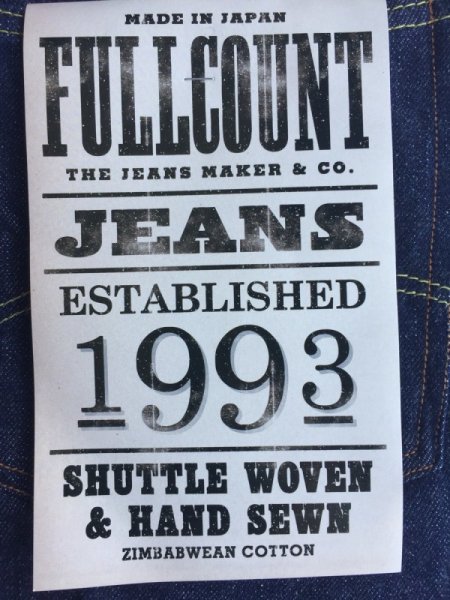 MADE IN JAPAN
FULLCOUNT
THE JEANS MAKER & CO.
JEANS
ESTABLISHED
1993
SHUTTLE WOVEN
& HAND SEWN
ZIMBABWEAN COTTON